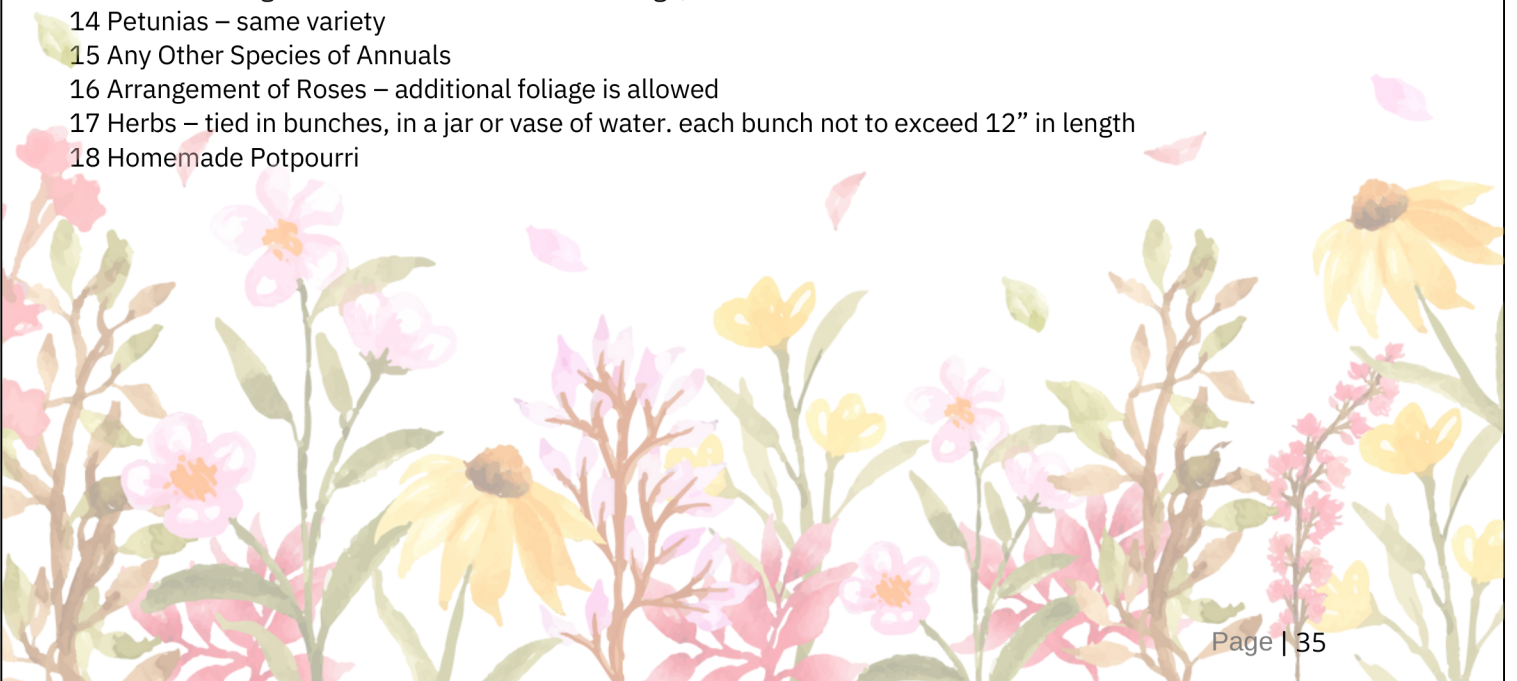 14 Petunias – same variety
15 Any Other Species of Annuals
16 Arrangement of Roses – additional foliage is allowed
17 Herbs – tied in bunches, in a jar or vase of water. each bunch not to exceed 12” in length
18 Homemade Potpourri
Page | 35